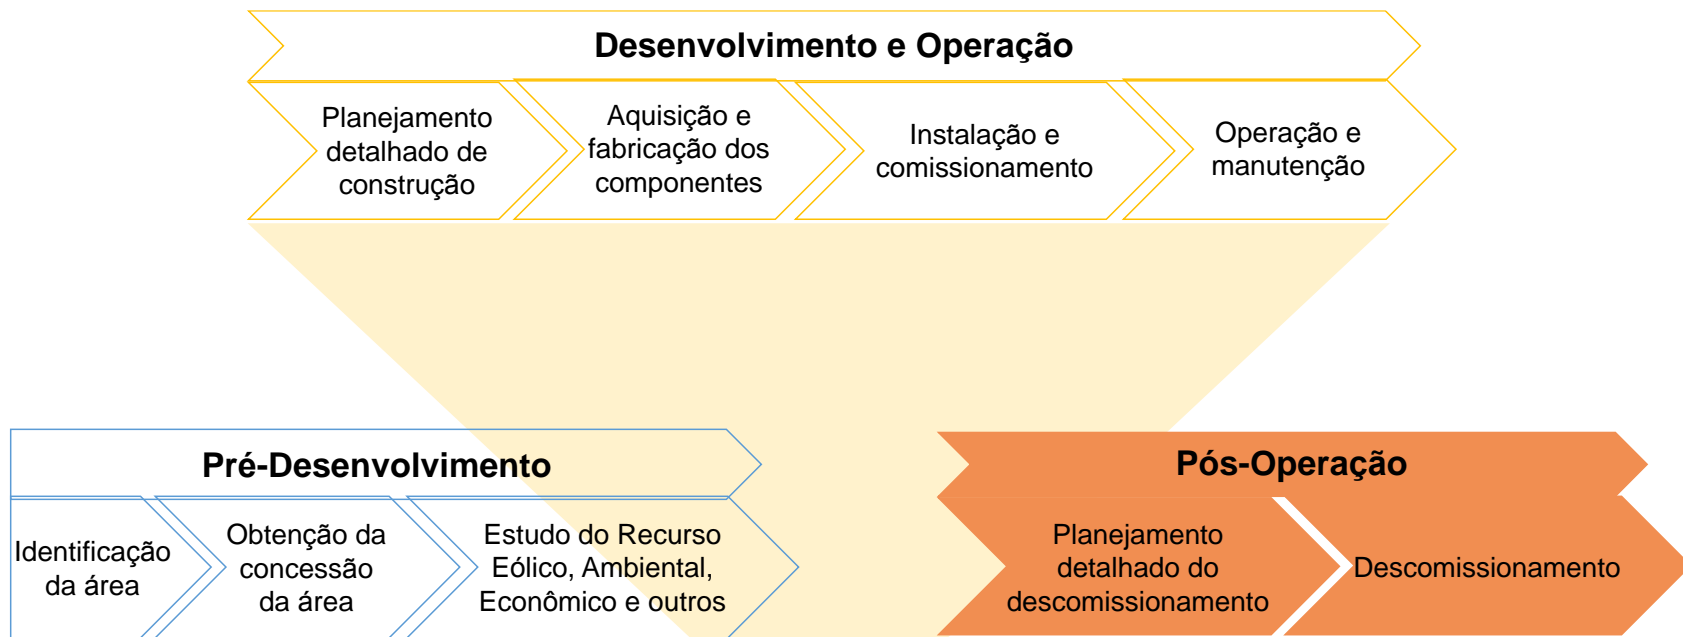 Desenvolvimento e Operação
Planejamento
detalhado de
construção
Aquisição e
fabricação dos
componentes
Instalação e
comissionamento
Operação e
manutenção
Pré-Desenvolvimento
Identificação
da área
Obtenção da
concessão
da área
Estudo do Recurso
Eólico, Ambiental,
Econômico e outros
Pós-Operação
Planejamento
detalhado do
descomissionamento
Descomissionamento